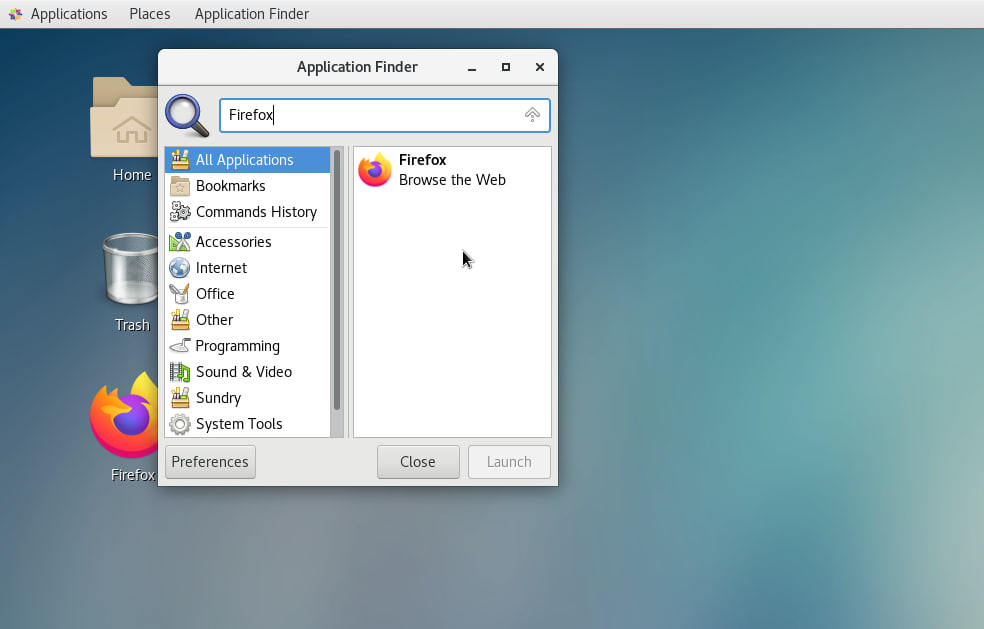 Applications Places Application Finder
Application Finder
Firefox
Home
Trash
Firefox
All Applications
Bookmarks
Commands History
Accessories
Internet
Office
Other
Programming
Sound & Video
Sundry
System Tools
Firefox
Browse the Web
Preferences Close Launch